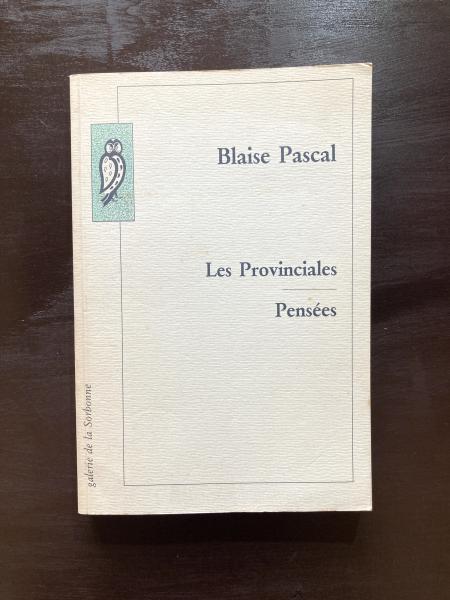 Blaise Pascal
Les Provinciales
Pensées
galerie de la Sorbonne